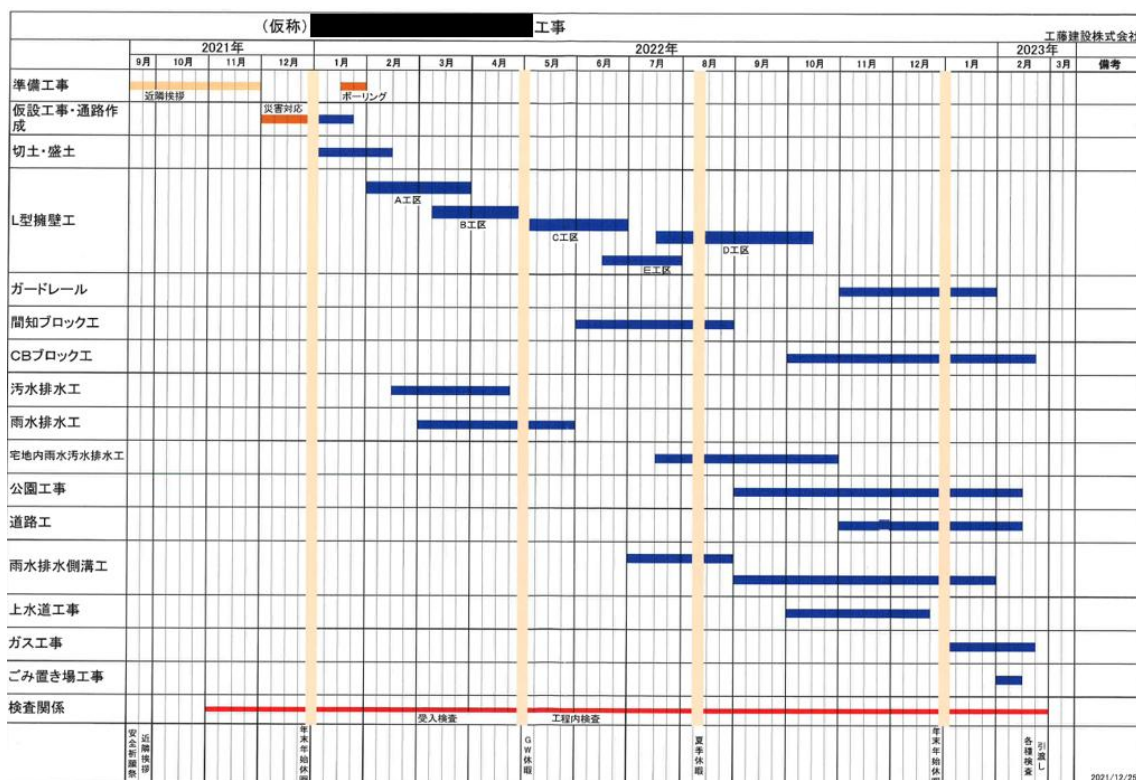 (仮称) 工事
工藤建設株式会社
2021年 2022年 2023年
9月 10月 11月 12月 1月 2月 3月 4月 5月 6月 7月 8月 10月 11月 12月 1月 2月 3月 備考
準備工事
近隣挨拶 ボーリング
仮設工事・通路作成
災害対応
切土・盛土
L型擁壁工
A工区
B工区
C工区
D工区
E工区
ガードレール
間知ブロック工
CBブロック工
汚水排水工
雨水排水工
宅地内雨水汚水排水工
公園工事
道路工
雨水排水側溝工
上水道工事
ガス工事
ごみ置き場工事
検査関係
受入検査 工程内検査
安全祈願祭
近隣挨拶
年末年始休暇
GW休暇
夏季休暇
年末年始休暇
各種検査
引渡し
2021/12/25